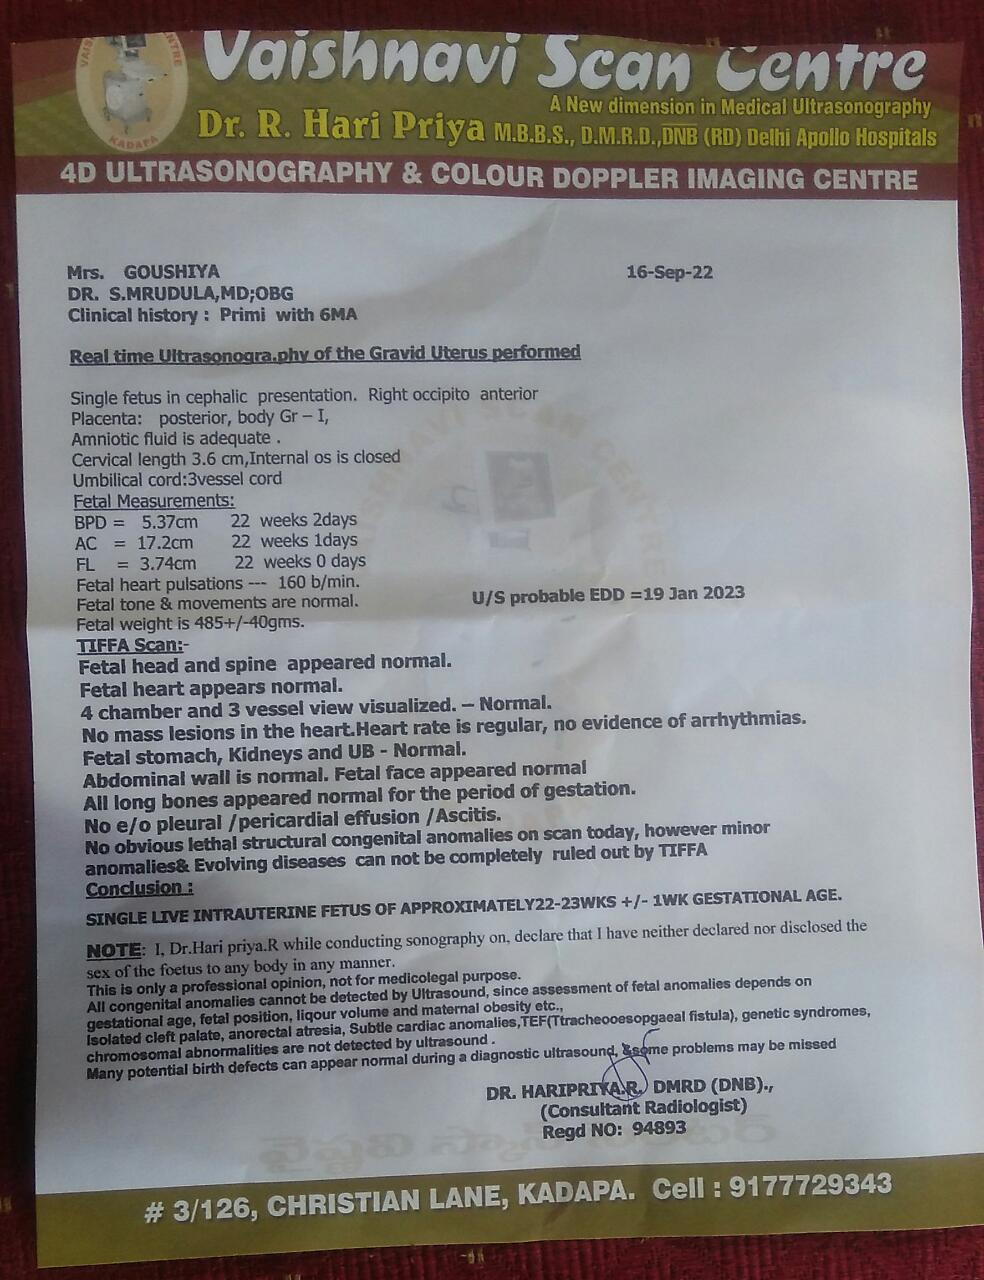 VAIS NTRE
KADAPA
Vaishnavi Scan Centre
A New dimension in Medical Ultrasonography
Dr. R. Hari Priya M.B.B.S., D.M.R.D.,DNB (RD) Delhi Apollo Hospitals
4D ULTRASONOGRAPHY & COLOUR DOPPLER IMAGING CENTRE
Mrs. GOUSHIYA 16-Sep-22
DR. S.MRUDULA,MD;OBG
Clinical history : Primi with 6MA
Real time Ultrasonogra.phy of the Gravid Uterus performed
Single fetus in cephalic presentation. Right occipito anterior
Placenta: posterior, body Gr – I,
Amniotic fluid is adequate .
Cervical length 3.6 cm,Internal os is closed
Umbilical cord:3vessel cord
Fetal Measurements:
BPD = 5.37cm 22 weeks 2days
AC = 17.2cm 22 weeks 1days
FL = 3.74cm 22 weeks 0 days
Fetal heart pulsations --- 160 b/min.
Fetal tone & movements are normal. U/S probable EDD =19 Jan 2023
Fetal weight is 485+/-40gms.
TIFFA Scan:-
Fetal head and spine appeared normal.
Fetal heart appears normal.
4 chamber and 3 vessel view visualized. – Normal.
No mass lesions in the heart.Heart rate is regular, no evidence of arrhythmias.
Fetal stomach, Kidneys and UB - Normal.
Abdominal wall is normal. Fetal face appeared normal
All long bones appeared normal for the period of gestation.
No e/o pleural /pericardial effusion /Ascitis.
No obvious lethal structural congenital anomalies on scan today, however minor
anomalies& Evolving diseases can not be completely ruled out by TIFFA
Conclusion :
SINGLE LIVE INTRAUTERINE FETUS OF APPROXIMATELY22-23WKS +/- 1WK GESTATIONAL AGE.
NOTE: I, Dr.Hari priya.R while conducting sonography on, declare that I have neither declared nor disclosed the
sex of the foetus to any body in any manner.
This is only a professional opinion, not for medicolegal purpose.
All congenital anomalies cannot be detected by Ultrasound, since assessment of fetal anomalies depends on
gestational age, fetal position, liqour volume and maternal obesity etc.,
Isolated cleft palate, anorectal atresia, Subtle cardiac anomalies,TEF(Ttracheooesopgaeal fistula), genetic syndromes,
chromosomal abnormalities are not detected by ultrasound .
Many potential birth defects can appear normal during a diagnostic ultrasound, &some problems may be missed
DR. HARIPRIYA.R. DMRD (DNB).,
(Consultant Radiologist)
Regd NO: 94893
# 3/126, CHRISTIAN LANE, KADAPA. Cell : 9177729343